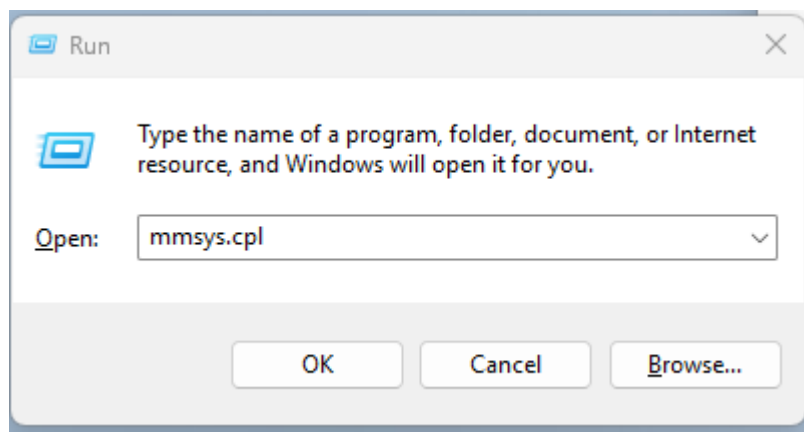 Run
Type the name of a program, folder, document, or Internet
resource, and Windows will open it for you.
Open: mmsys.cpl
OK Cancel Browse...